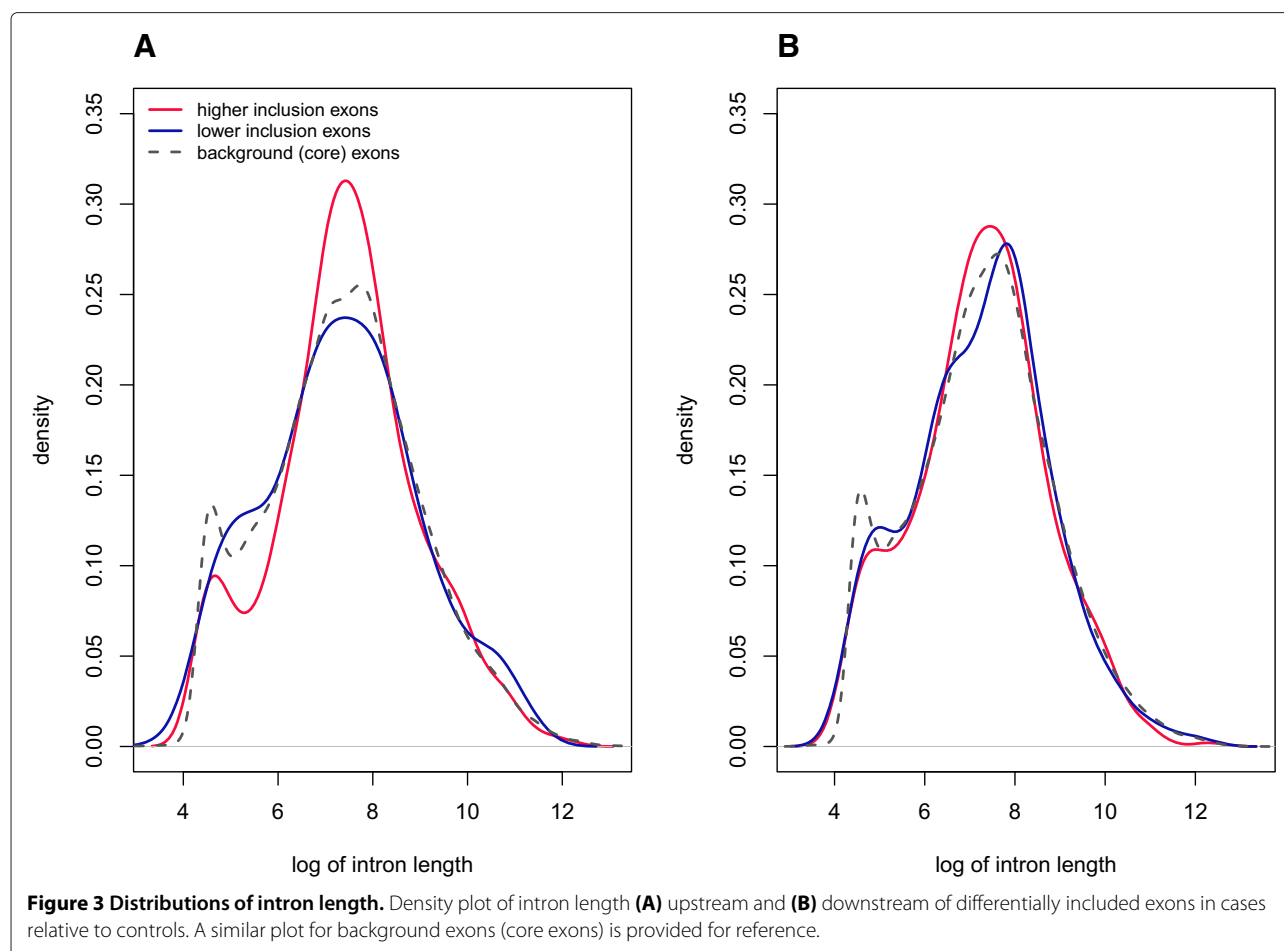 A
B
higher inclusion exons
lower inclusion exons
background (core) exons
density
0.00
0.05
0.10
0.15
0.20
0.25
0.30
0.35
4
6
8
10
12
log of intron length
density
0.00
0.05
0.10
0.15
0.20
0.25
0.30
0.35
4
6
8
10
12
log of intron length
Figure 3 Distributions of intron length. Density plot of intron length (A) upstream and (B) downstream of differentially included exons in cases
relative to controls. A similar plot for background exons (core exons) is provided for reference.